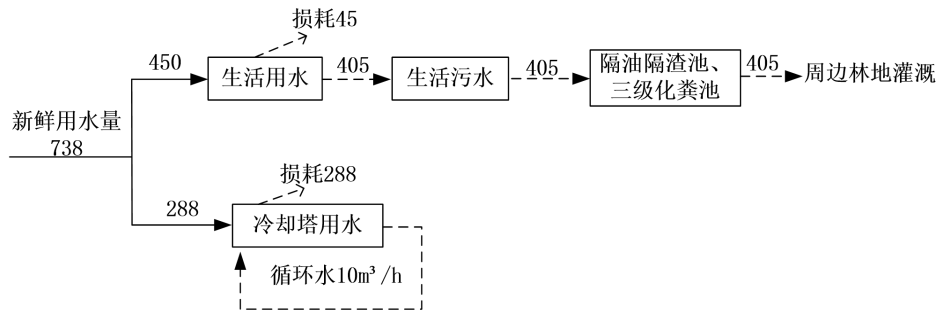 损耗45
450
生活用水
405
生活污水
405
隔油隔渣池、
三级化粪池
405
周边林地灌溉
新鲜用水量
738
损耗288
288
冷却塔用水
循环水10m³/h